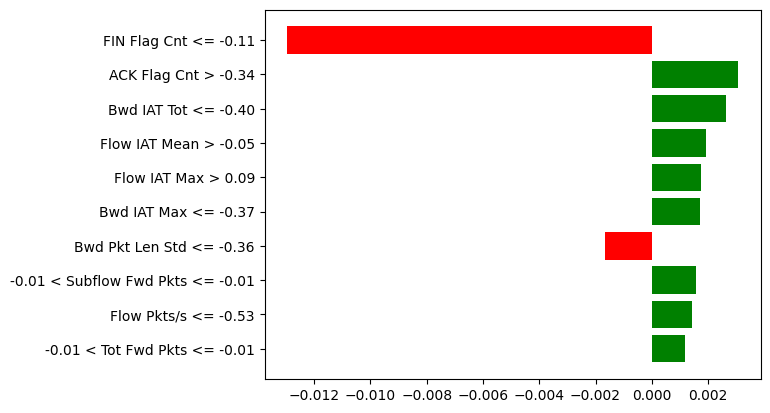 FIN Flag Cnt <= -0.11
ACK Flag Cnt > -0.34
Bwd IAT Tot <= -0.40
Flow IAT Mean > -0.05
Flow IAT Max > 0.09
Bwd IAT Max <= -0.37
Bwd Pkt Len Std <= -0.36
-0.01 < Subflow Fwd Pkts <= -0.01
Flow Pkts/s <= -0.53
-0.01 < Tot Fwd Pkts <= -0.01
−0.012 −0.010 −0.008 −0.006 −0.004 −0.002 0.000 0.002